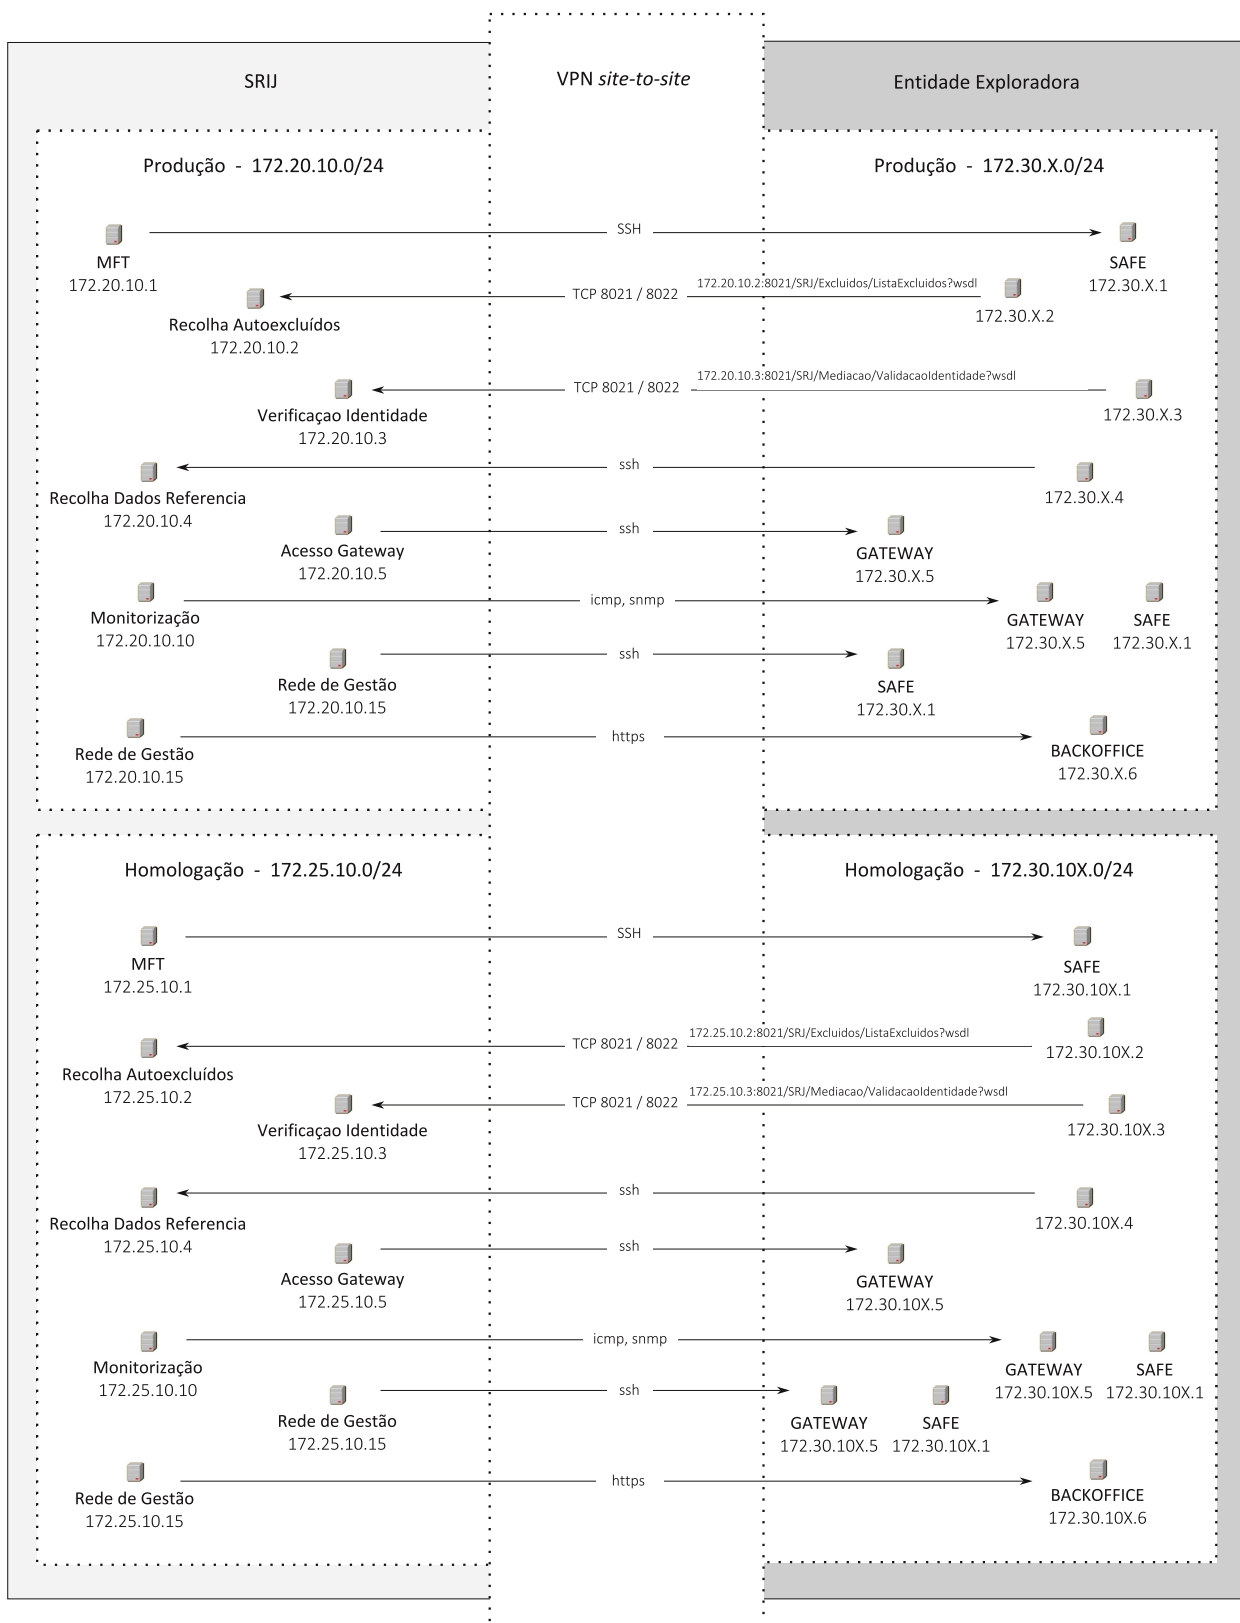 SRIJ
VPN site-to-site
Entidade Exploradora
Produção - 172.20.10.0/24
Produção - 172.30.X.0/24
SSH
MFT
172.20.10.1
SAFE
172.30.X.1
TCP 8021 / 8022
172.20.10.2:8021/SRJ/Excluidos/ListaExcluidos?wsdl
Recolha Autoexcluídos
172.20.10.2
172.30.X.2
TCP 8021 / 8022
172.20.10.3:8021/SRJ/Mediacao/ValidacaoIdentidade?wsdl
Verificaçao Identidade
172.20.10.3
172.30.X.3
ssh
Recolha Dados Referencia
172.20.10.4
172.30.X.4
ssh
Acesso Gateway
172.20.10.5
GATEWAY
172.30.X.5
icmp, snmp
Monitorização
172.20.10.10
GATEWAY
172.30.X.5
SAFE
172.30.X.1
ssh
Rede de Gestão
172.20.10.15
SAFE
172.30.X.1
https
Rede de Gestão
172.20.10.15
BACKOFFICE
172.30.X.6
Homologação - 172.25.10.0/24
Homologação - 172.30.10X.0/24
SSH
MFT
172.25.10.1
SAFE
172.30.10X.1
TCP 8021 / 8022
172.25.10.2:8021/SRJ/Excluidos/ListaExcluidos?wsdl
Recolha Autoexcluídos
172.25.10.2
172.30.10X.2
TCP 8021 / 8022
172.25.10.3:8021/SRJ/Mediacao/ValidacaoIdentidade?wsdl
Verificaçao Identidade
172.25.10.3
172.30.10X.3
ssh
Recolha Dados Referencia
172.25.10.4
172.30.10X.4
ssh
Acesso Gateway
172.25.10.5
GATEWAY
172.30.10X.5
icmp, snmp
Monitorização
172.25.10.10
GATEWAY
172.30.10X.5
SAFE
172.30.10X.1
ssh
Rede de Gestão
172.25.10.15
GATEWAY
172.30.10X.5
SAFE
172.30.10X.1
https
Rede de Gestão
172.25.10.15
BACKOFFICE
172.30.10X.6